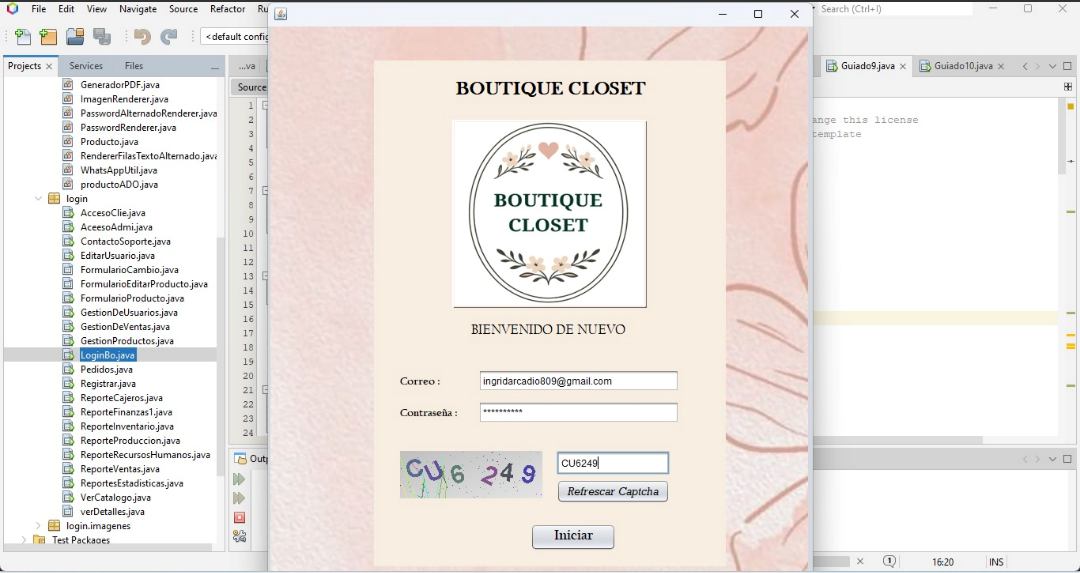 File Edit View Navigate Source Refactor Ru
Search (Ctrl+I)
<default config
Projects
Services
Files
...va
Guiado9.java
Guiado10.java
Source
GeneradorPDF.java
ImagenRenderer.java
PasswordAlternadoRenderer.java
PasswordRenderer.java
Producto.java
RendererFilasTextoAlternado.java
WhatsAppUtil.java
productoADO.java
login
AccesoClie.java
AceesoAdmi.java
ContactoSoporte.java
EditarUsuario.java
FormularioCambio.java
FormularioEditarProducto.java
FormularioProducto.java
GestionDeUsuarios.java
GestionDeVentas.java
GestionProductos.java
LoginBo.java
Pedidos.java
Registrar.java
ReporteCajeros.java
ReporteFinanzas1.java
ReporteInventario.java
ReporteProduccion.java
ReporteRecursosHumanos.java
ReporteVentas.java
ReportesEstadisticas.java
VerCatalogo.java
verDetalles.java
login.imagenes
Test Packages
1
2
3
4
5
6
7
8
9
10
11
12
13
14
15
16
17
18
19
20
21
22
23
24
Outp
BOUTIQUE CLOSET
BOUTIQUE
CLOSET
BIENVENIDO DE NUEVO
Correo :
ingridarcadio809@gmail.com
Contraseña :
**********
CU6 249
CU6249
Refrescar Captcha
Iniciar
ange this license
template
1
16:20
INS